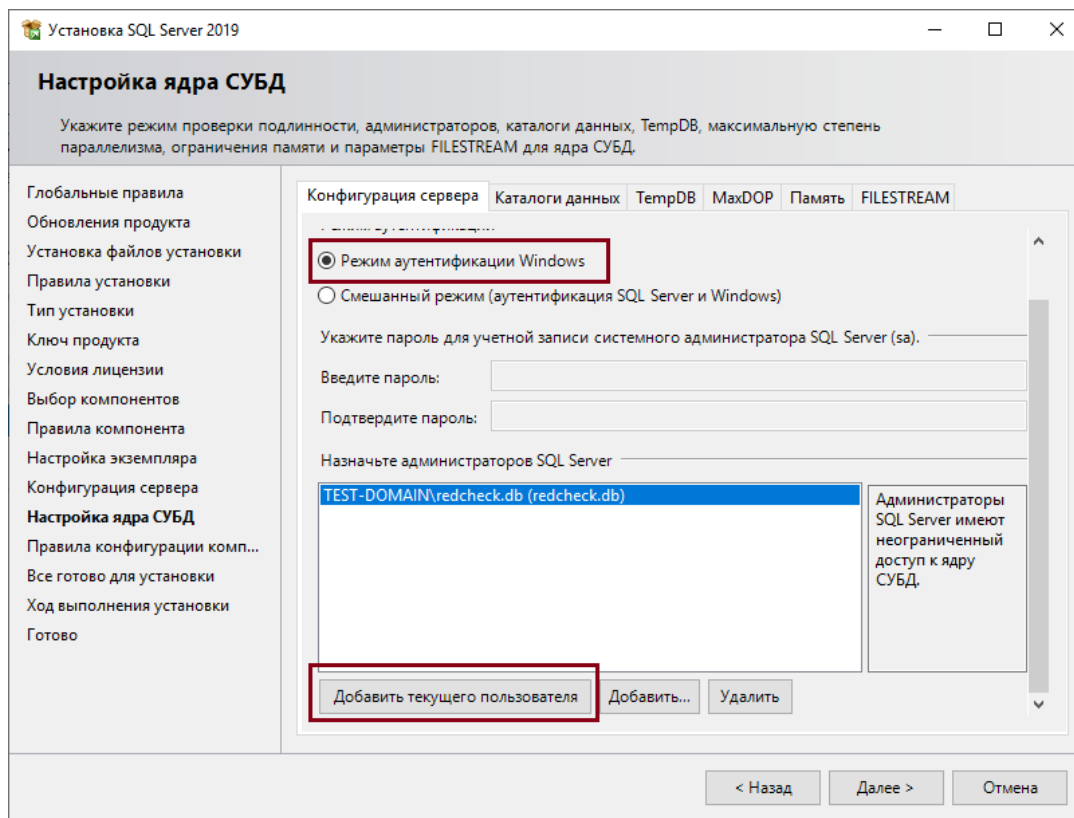 Установка SQL Server 2019
Настройка ядра СУБД
Укажите режим проверки подлинности, администраторов, каталоги данных, TempDB, максимальную степень
параллелизма, ограничения памяти и параметры FILESTREAM для ядра СУБД.
Глобальные правила
Обновления продукта
Установка файлов установки
Правила установки
Тип установки
Ключ продукта
Условия лицензии
Выбор компонентов
Правила компонента
Настройка экземпляра
Конфигурация сервера
Настройка ядра СУБД
Правила конфигурации комп...
Все готово для установки
Ход выполнения установки
Готово
Конфигурация сервера Каталоги данных TempDB MaxDOP Память FILESTREAM
Режим аутентификации Windows
Смешанный режим (аутентификация SQL Server и Windows)
Укажите пароль для учетной записи системного администратора SQL Server (sa).
Введите пароль:
Подтвердите пароль:
Назначьте администраторов SQL Server
TEST-DOMAIN\redcheck.db (redcheck.db)
Администраторы
SQL Server имеют
неограниченный
доступ к ядру
СУБД.
Добавить текущего пользователя Добавить... Удалить
< Назад Далее > Отмена